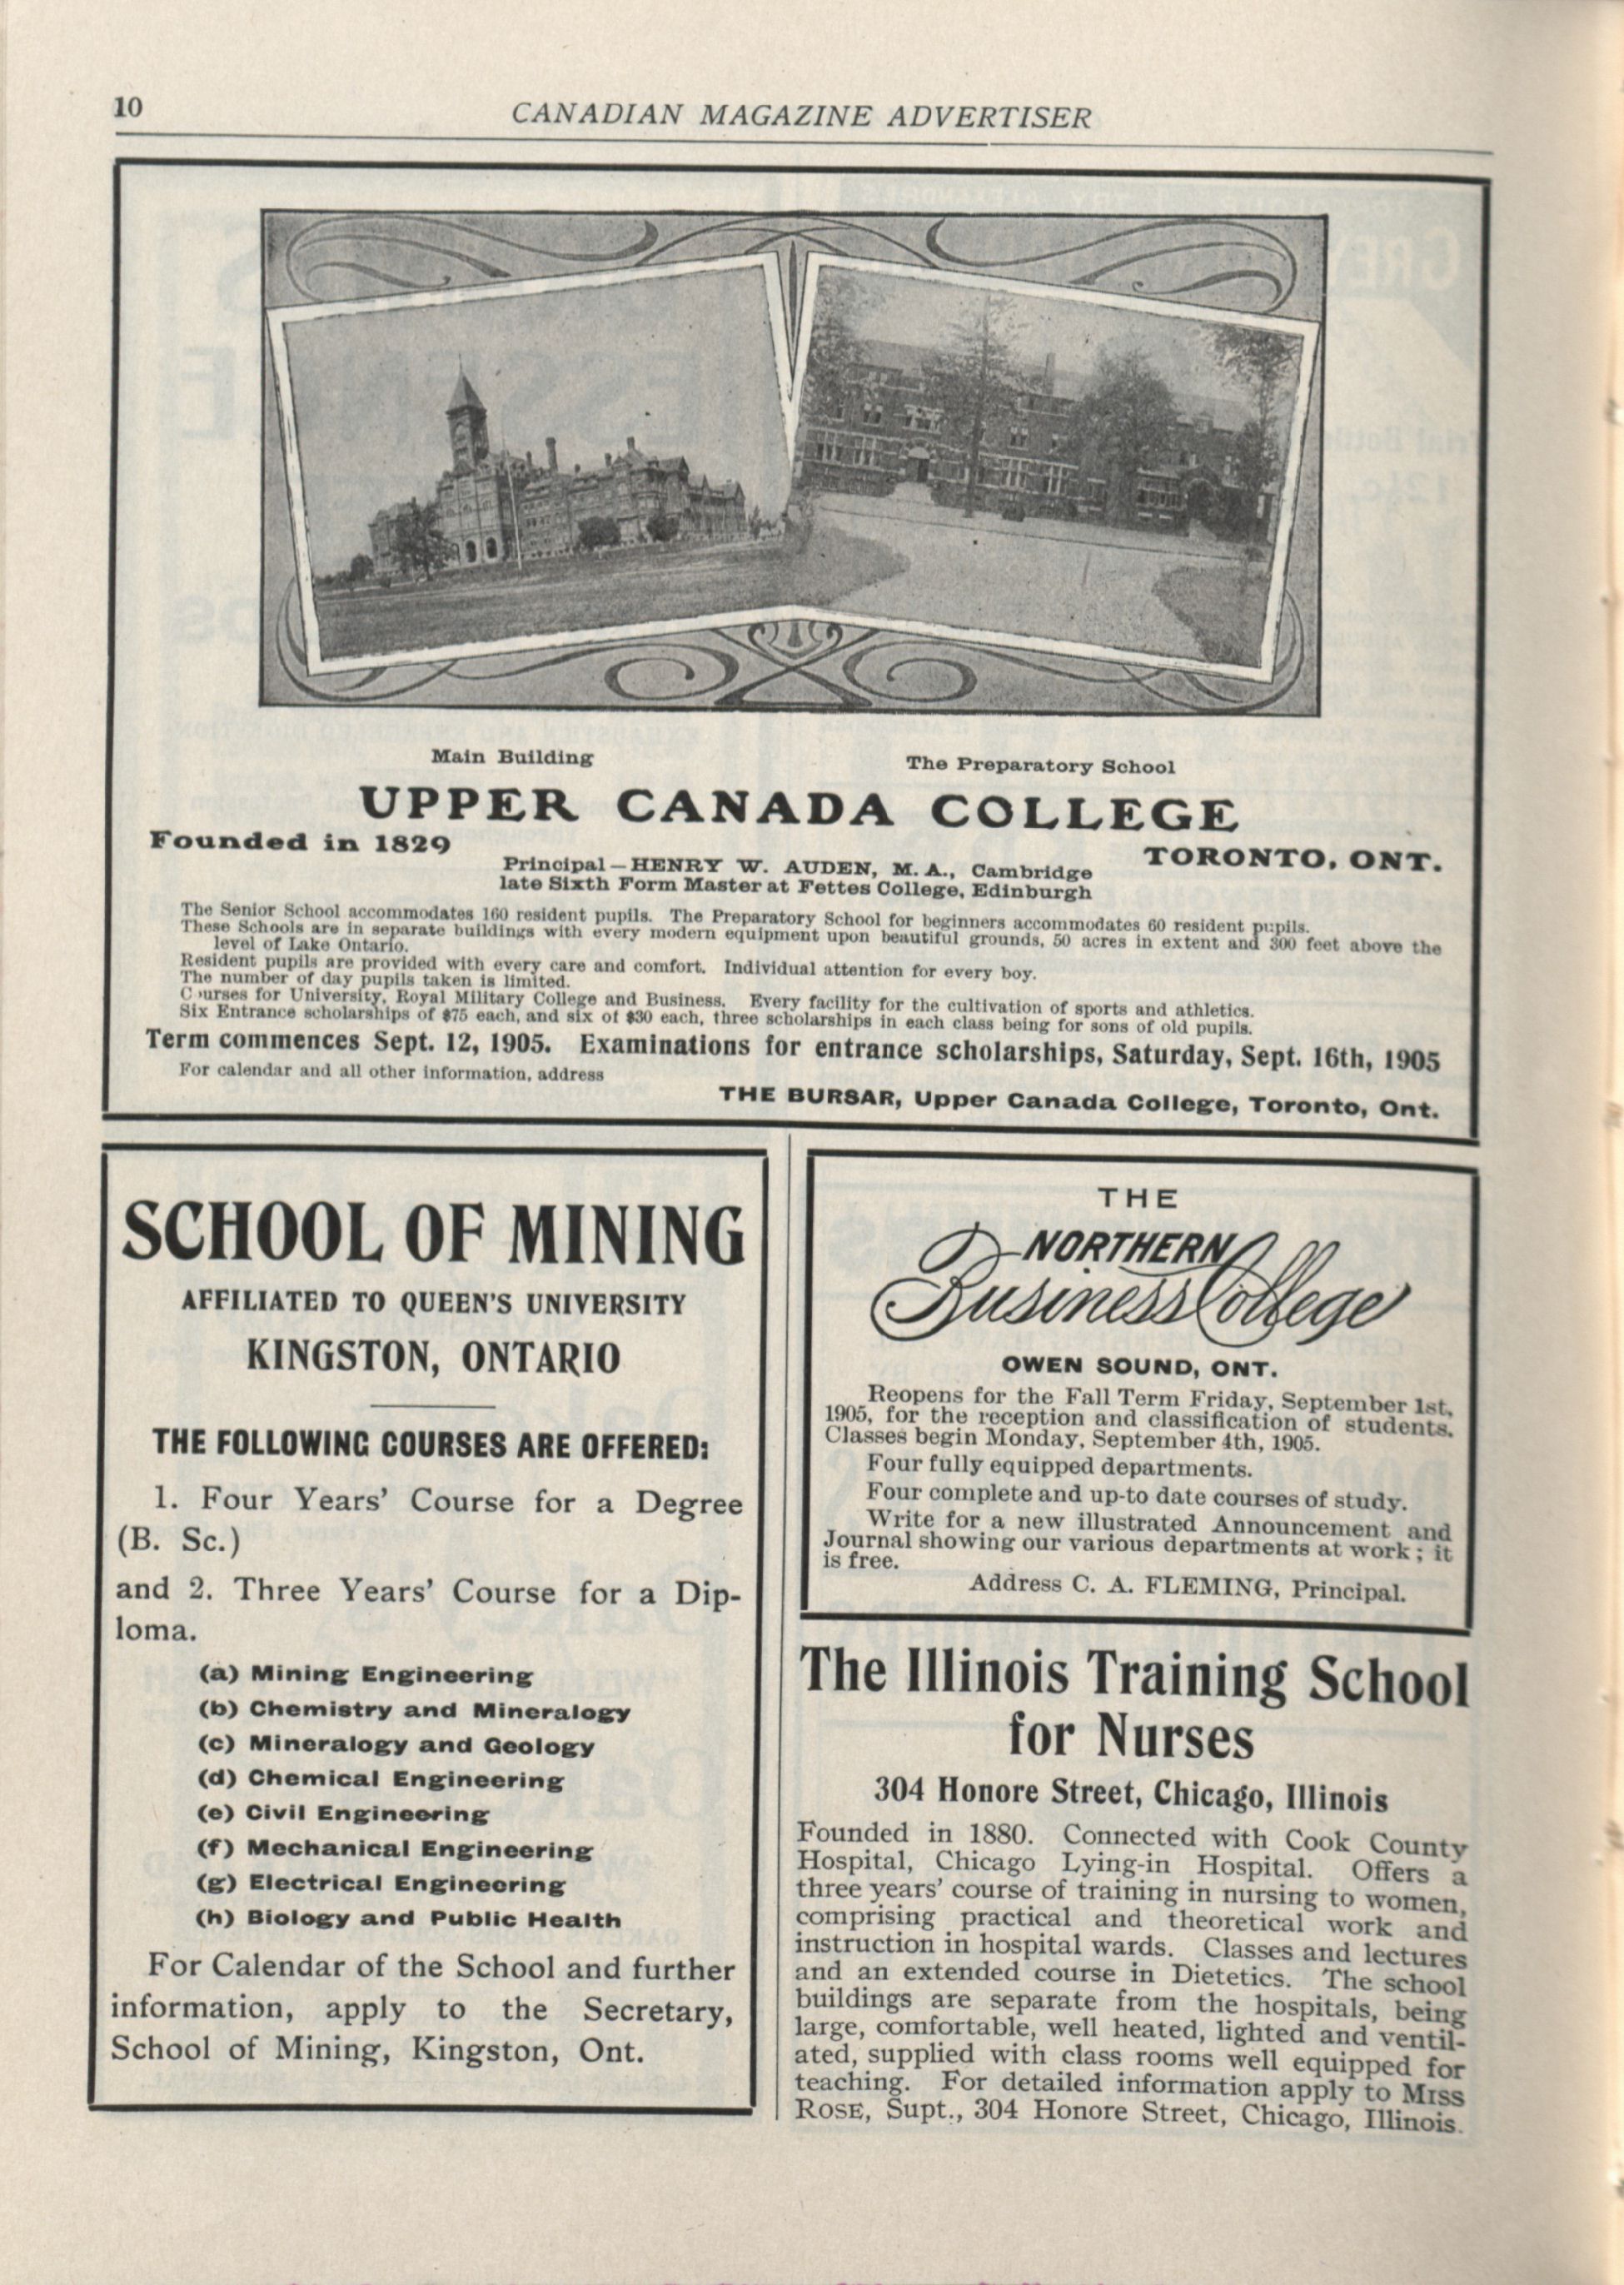 10
CANADIAN MAGAZINE ADVERTISER
Main Building
The Preparatory School
UPPER CANADA COLLEGE
Founded in 1829
TORONTO, ONT.
Principal—HENRY W. AUDEN, M. A., Cambridge
late Sixth Form Master at Fettes College, Edinburgh
The Senior School accommodates 160 resident pupils. The Preparatory School for beginners accommodates 60 resident pupils.
These Schools are in separate buildings with every modern equipment upon beautiful grounds, 50 acres in extent and 300 feet above the
level of Lake Ontario.
Resident pupils are provided with every care and comfort. Individual attention for every boy.
The number of day pupils taken is limited.
Courses for University, Royal Military College and Business. Every facility for the cultivation of sports and athletics.
Six Entrance scholarships of $75 each, and six of $30 each, three scholarships in each class being for sons of old pupils.
Term commences Sept. 12, 1905. Examinations for entrance scholarships, Saturday, Sept. 16th, 1905
For calendar and all other information, address
THE BURSAR, Upper Canada College, Toronto, Ont.
SCHOOL OF MINING
AFFILIATED TO QUEEN'S UNIVERSITY
KINGSTON, ONTARIO
THE FOLLOWING COURSES ARE OFFERED:
1. Four Years' Course for a Degree
(B. Sc.)
and 2. Three Years' Course for a Dip-
loma.
(a) Mining Engineering
(b) Chemistry and Mineralogy
(c) Mineralogy and Geology
(d) Chemical Engineering
(e) Civil Engineering
(f) Mechanical Engineering
(g) Electrical Engineering
(h) Biology and Public Health
For Calendar of the School and further
information, apply to the Secretary,
School of Mining, Kingston, Ont.
THE
NORTHERN
Business College
OWEN SOUND, ONT.
Reopens for the Fall Term Friday, September 1st,
1905, for the reception and classification of students.
Classes begin Monday, September 4th, 1905.
Four fully equipped departments.
Four complete and up-to date courses of study.
Write for a new illustrated Announcement and
Journal showing our various departments at work; it
is free.
Address C. A. FLEMING, Principal.
The Illinois Training School
for Nurses
304 Honore Street, Chicago, Illinois
Founded in 1880. Connected with Cook County
Hospital, Chicago Lying-in Hospital. Offers a
three years' course of training in nursing to women,
comprising practical and theoretical work and
instruction in hospital wards. Classes and lectures
and an extended course in Dietetics. The school
buildings are separate from the hospitals, being
large, comfortable, well heated, lighted and ventil-
ated, supplied with class rooms well equipped for
teaching. For detailed information apply to MISS
ROSE, Supt., 304 Honore Street, Chicago, Illinois.